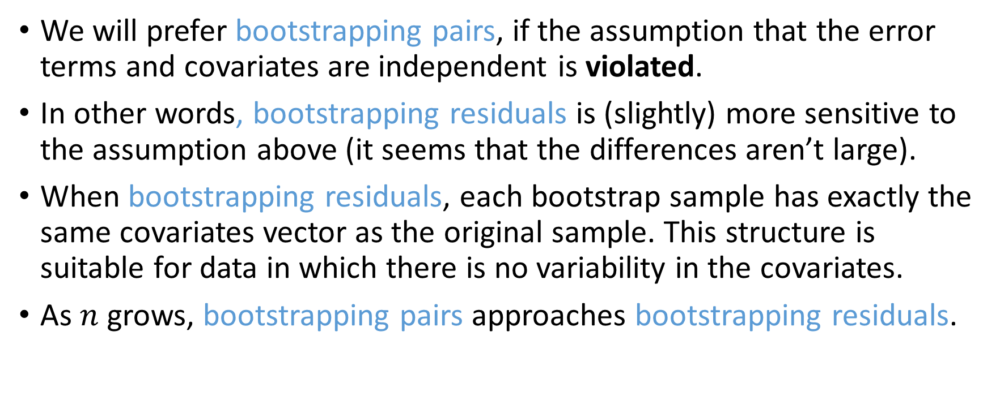 • We will prefer bootstrapping pairs, if the assumption that the error
terms and covariates are independent is violated.
• In other words, bootstrapping residuals is (slightly) more sensitive to
the assumption above (it seems that the differences aren’t large).
• When bootstrapping residuals, each bootstrap sample has exactly the
same covariates vector as the original sample. This structure is
suitable for data in which there is no variability in the covariates.
• As 𝑛 grows, bootstrapping pairs approaches bootstrapping residuals.